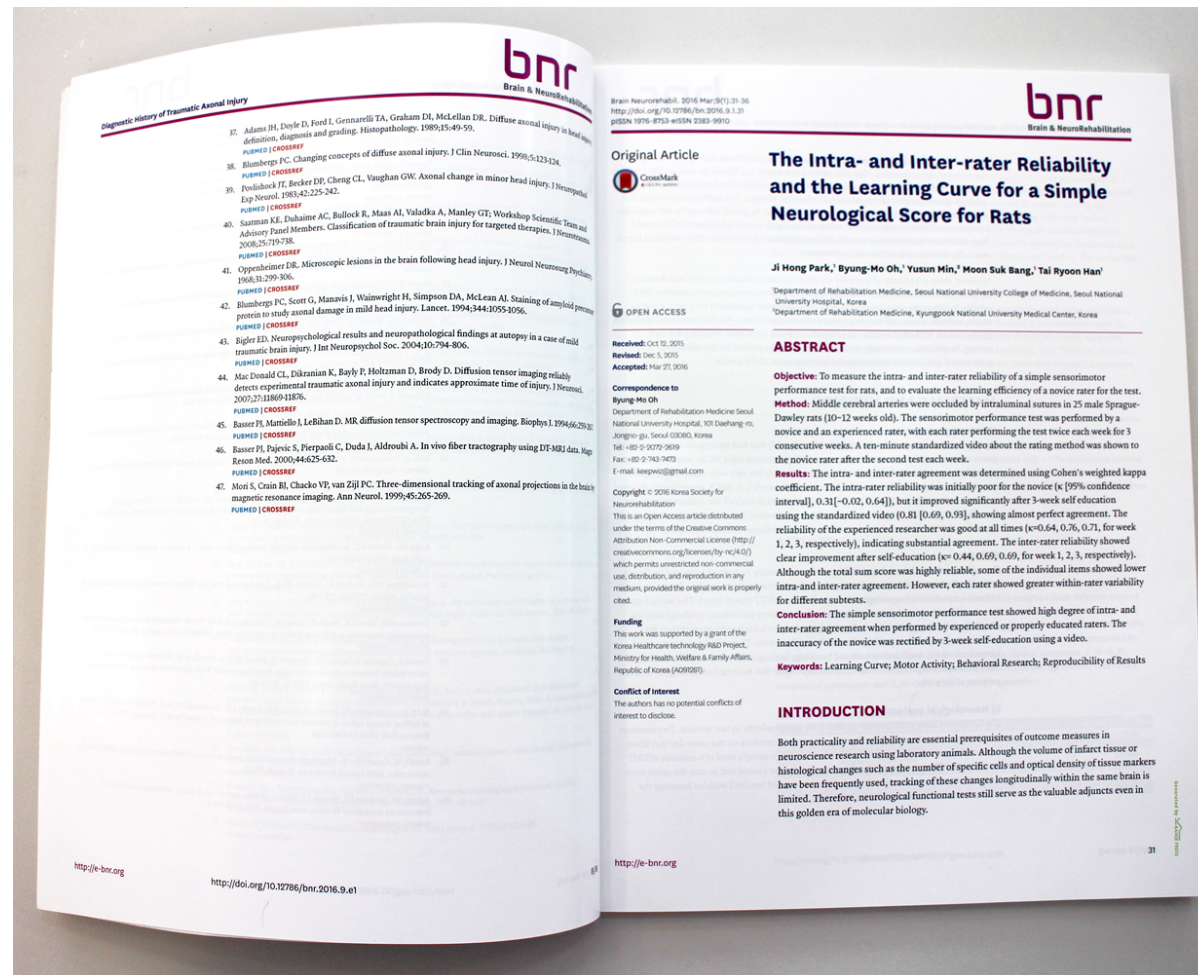 bnr
Brain & NeuroRehabilitation
Diagnostic History of Traumatic Axonal Injury
37. Adams JH, Doyle D, Ford I, Gennarelli TA, Graham DI, McLellan DR. Diffuse axonal injury in head injury:
definition, diagnosis and grading. Histopathology. 1989;15:49-59.
PUBMED | CROSSREF
38. Blumbergs PC. Changing concepts of diffuse axonal injury. J Clin Neurosci. 1998;5:123-124.
PUBMED | CROSSREF
39. Povlishock JT, Becker DP, Cheng CL, Vaughan GW. Axonal change in minor head injury. J Neuropathol
Exp Neurol. 1983;42:225-242.
PUBMED | CROSSREF
40. Saatman KE, Duhaime AC, Bullock R, Maas AI, Valadka A, Manley GT; Workshop Scientific Team and
Advisory Panel Members. Classification of traumatic brain injury for targeted therapies. J Neurotrauma
2008;25:719-738.
PUBMED | CROSSREF
41. Oppenheimer DR. Microscopic lesions in the brain following head injury. J Neurol Neurosurg Psychiatry
1968;31:299-306.
PUBMED | CROSSREF
42. Blumbergs PC, Scott G, Manavis J, Wainwright H, Simpson DA, McLean AJ. Staining of amyloid precursor
protein to study axonal damage in mild head injury. Lancet. 1994;344:1055-1056.
PUBMED | CROSSREF
43. Bigler ED. Neuropsychological results and neuropathological findings at autopsy in a case of mild
traumatic brain injury. J Int Neuropsychol Soc. 2004;10:794-806.
PUBMED | CROSSREF
44. Mac Donald CL, Dikranian K, Bayly P, Holtzman D, Brody D. Diffusion tensor imaging reliably
detects experimental traumatic axonal injury and indicates approximate time of injury. J Neurosci.
2007;27:11869-11876.
PUBMED | CROSSREF
45. Basser PJ, Mattiello J, LeBihan D. MR diffusion tensor spectroscopy and imaging. Biophys J. 1994;66:259-267
PUBMED | CROSSREF
46. Basser PJ, Pajevic S, Pierpaoli C, Duda J, Aldroubi A. In vivo fiber tractography using DT-MRI data. Magn
Reson Med. 2000;44:625-632.
PUBMED | CROSSREF
47. Mori S, Crain BJ, Chacko VP, van Zijl PC. Three-dimensional tracking of axonal projections in the brain by
magnetic resonance imaging. Ann Neurol. 1999;45:265-269.
PUBMED | CROSSREF
http://e-bnr.org
http://doi.org/10.12786/bnr.2016.9.e1
Brain Neurorehabil. 2016 Mar;9(1):31-36
http://doi.org/10.12786/bn.2016.9.1.31
pISSN 1976-8753·eISSN 2383-9910
bnr
Brain & NeuroRehabilitation
Original Article
CrossMark
The Intra- and Inter-rater Reliability
and the Learning Curve for a Simple
Neurological Score for Rats
Ji Hong Park,¹ Byung-Mo Oh,¹ Yusun Min,² Moon Suk Bang,¹ Tai Ryoon Han¹
¹Department of Rehabilitation Medicine, Seoul National University College of Medicine, Seoul National
University Hospital, Korea
²Department of Rehabilitation Medicine, Kyungpook National University Medical Center, Korea
OPEN ACCESS
Received: Oct 12, 2015
Revised: Dec 5, 2015
Accepted: Mar 27, 2016
Correspondence to
Byung-Mo Oh
Department of Rehabilitation Medicine Seoul
National University Hospital, 101 Daehang-ro,
Jongno-gu, Seoul 03080, Korea
Tel: +82-2-2072-2619
Fax: +82-2-743-7473
E-mail: keepwiz@gmail.com
Copyright © 2016 Korea Society for
Neurorehabilitation
This is an Open Access article distributed
under the terms of the Creative Commons
Attribution Non-Commercial License (http://
creativecommons.org/licenses/by-nc/4.0/)
which permits unrestricted non-commercial
use, distribution, and reproduction in any
medium, provided the original work is properly
cited.
Funding
This work was supported by a grant of the
Korea Healthcare technology R&D Project,
Ministry for Health, Welfare & Family Affairs,
Republic of Korea (A091281).
Conflict of Interest
The authors has no potential conflicts of
interest to disclose.
ABSTRACT
Objective: To measure the intra- and inter-rater reliability of a simple sensorimotor
performance test for rats, and to evaluate the learning efficiency of a novice rater for the test.
Method: Middle cerebral arteries were occluded by intraluminal sutures in 25 male Sprague-
Dawley rats (10−12 weeks old). The sensorimotor performance test was performed by a
novice and an experienced rater, with each rater performing the test twice each week for 3
consecutive weeks. A ten-minute standardized video about the rating method was shown to
the novice rater after the second test each week.
Results: The intra- and inter-rater agreement was determined using Cohen's weighted kappa
coefficient. The intra-rater reliability was initially poor for the novice (κ [95% confidence
interval], 0.31[−0.02, 0.64]), but it improved significantly after 3-week self education
using the standardized video (0.81 [0.69, 0.93], showing almost perfect agreement. The
reliability of the experienced researcher was good at all times (κ=0.64, 0.76, 0.71, for week
1, 2, 3, respectively), indicating substantial agreement. The inter-rater reliability showed
clear improvement after self-education (κ= 0.44, 0.69, 0.69, for week 1, 2, 3, respectively).
Although the total sum score was highly reliable, some of the individual items showed lower
intra-and inter-rater agreement. However, each rater showed greater within-rater variability
for different subtests.
Conclusion: The simple sensorimotor performance test showed high degree of intra- and
inter-rater agreement when performed by experienced or properly educated raters. The
inaccuracy of the novice was rectified by 3-week self-education using a video.
Keywords: Learning Curve; Motor Activity; Behavioral Research; Reproducibility of Results
INTRODUCTION
Both practicality and reliability are essential prerequisites of outcome measures in
neuroscience research using laboratory animals. Although the volume of infarct tissue or
histological changes such as the number of specific cells and optical density of tissue markers
have been frequently used, tracking of these changes longitudinally within the same brain is
limited. Therefore, neurological functional tests still serve as the valuable adjuncts even in
this golden era of molecular biology.
http://e-bnr.org
31